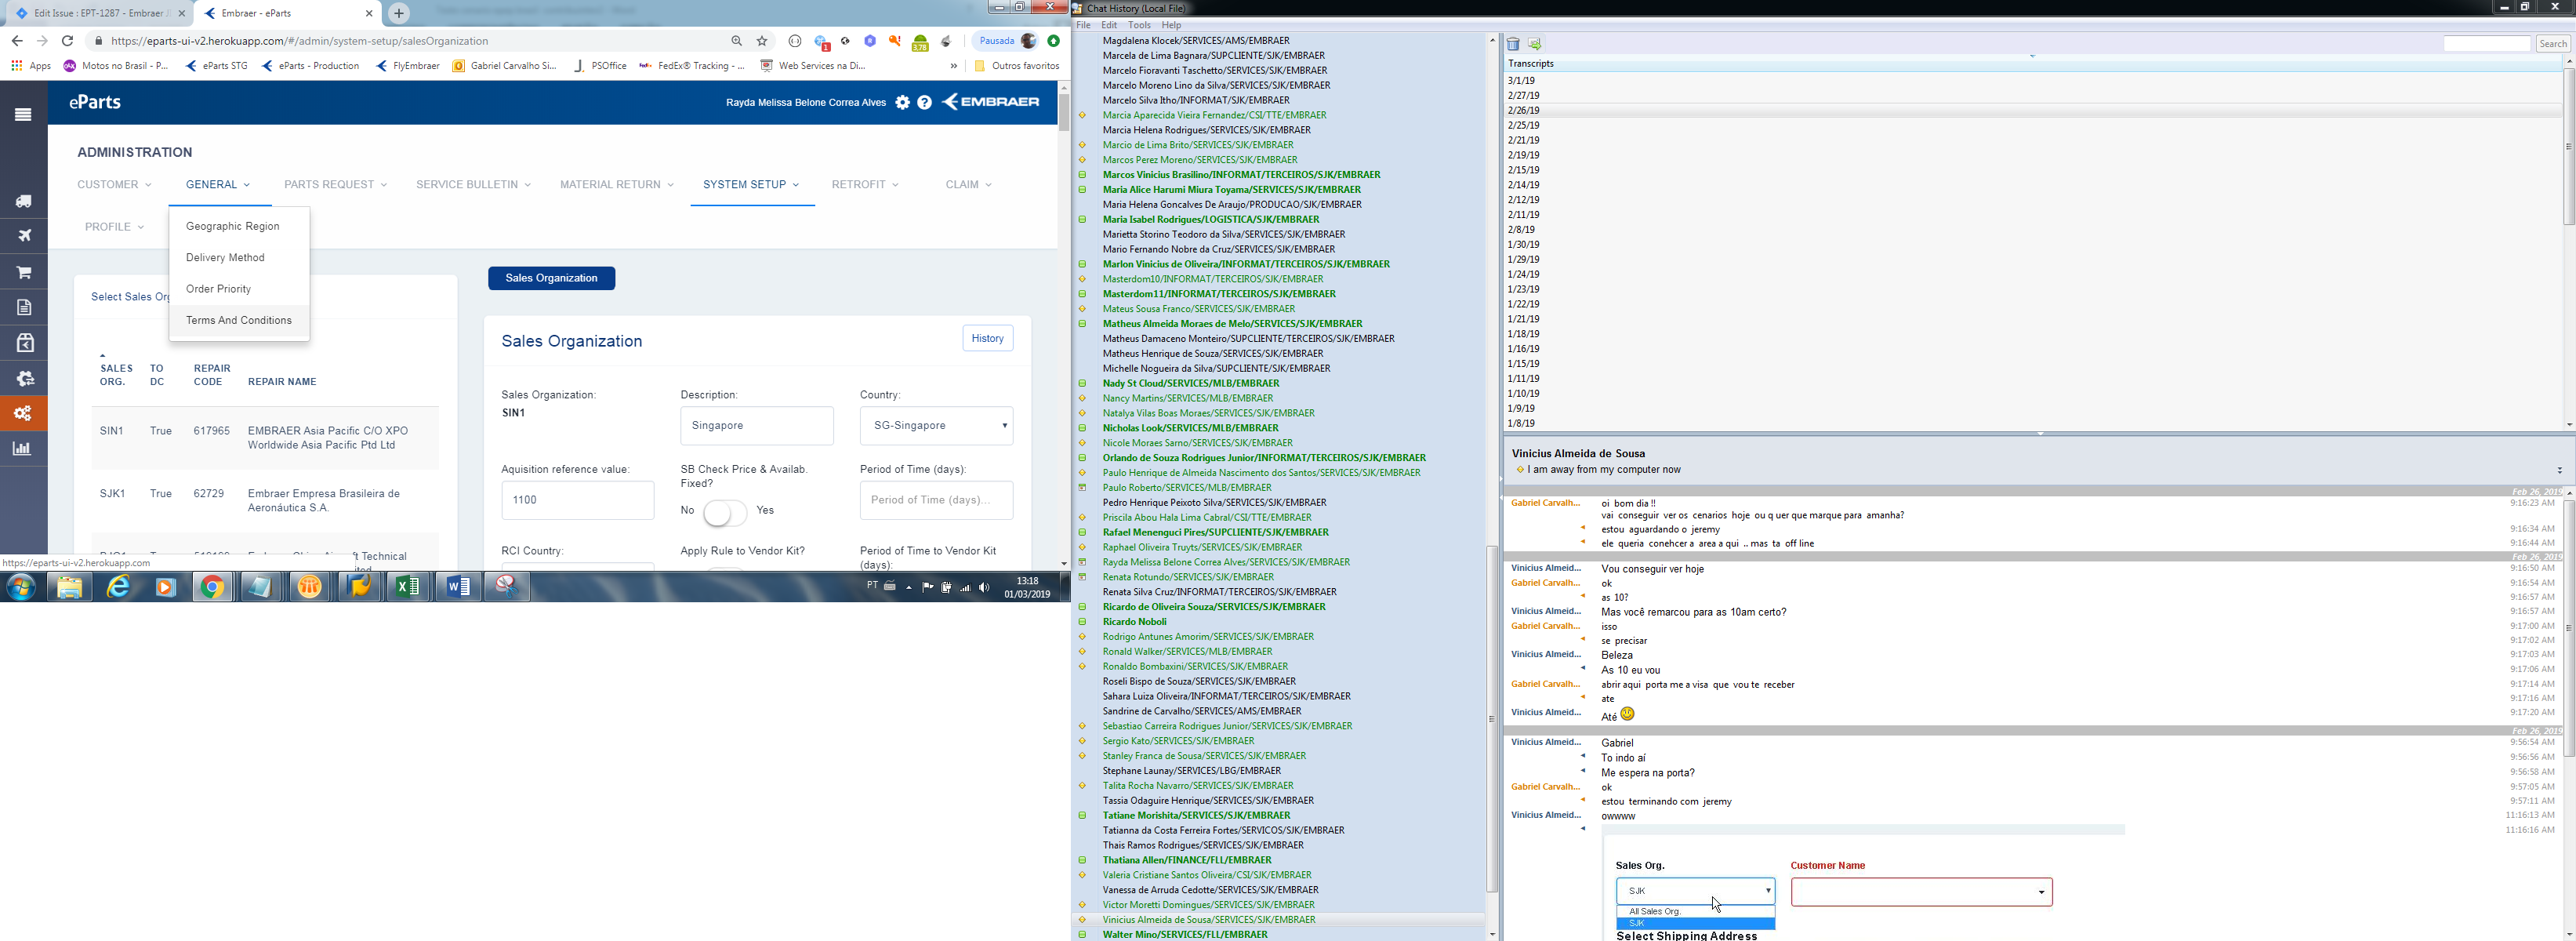 Edit Issue : EPT-1287 - Embraer J
Embraer - eParts
https://eparts-ui-v2.herokuapp.com/#/admin/system-setup/salesOrganization
1
3,78
Pausada
Apps
Motos no Brasil - P...
eParts STG
eParts - Production
FlyEmbraer
Gabriel Carvalho Si...
PSOffice
FedEx® Tracking - ...
Web Services na Di...
»
Outros favoritos
eParts
Rayda Melissa Belone Correa Alves
EMBRAER
ADMINISTRATION
CUSTOMER
GENERAL
PARTS REQUEST
SERVICE BULLETIN
MATERIAL RETURN
SYSTEM SETUP
RETROFIT
CLAIM
PROFILE
Geographic Region
Delivery Method
Order Priority
Terms And Conditions
Select Sales Org
SALES ORG.
TO DC
REPAIR CODE
REPAIR NAME
SIN1
True
617965
EMBRAER Asia Pacific C/O XPO
Worldwide Asia Pacific Ptd Ltd
SJK1
True
62729
Embraer Empresa Brasileira de
Aeronáutica S.A.
Sales Organization
Sales Organization
History
Sales Organization:
SIN1
Description:
Singapore
Country:
SG-Singapore
Aquisition reference value:
1100
SB Check Price & Availab.
Fixed?
No
Yes
Period of Time (days):
Period of Time (days)...
RCI Country:
Apply Rule to Vendor Kit?
Period of Time to Vendor Kit
(days):
https://eparts-ui-v2.herokuapp.com
PT
13:18
01/03/2019
Chat History (Local File)
File Edit Tools Help
Magdalena Klocek/SERVICES/AMS/EMBRAER
Marcela de Lima Bagnara/SUPCLIENTE/SJK/EMBRAER
Marcelo Fioravanti Taschetto/SERVICES/SJK/EMBRAER
Marcelo Moreno Lino da Silva/SERVICES/SJK/EMBRAER
Marcelo Silva Itho/INFORMAT/SJK/EMBRAER
Marcia Aparecida Vieira Fernandez/CSI/TTE/EMBRAER
Marcia Helena Rodrigues/SERVICES/SJK/EMBRAER
Marcio de Lima Brito/SERVICES/SJK/EMBRAER
Marcos Perez Moreno/SERVICES/SJK/EMBRAER
Marcos Vinicius Brasilino/INFORMAT/TERCEIROS/SJK/EMBRAER
Maria Alice Harumi Miura Toyama/SERVICES/SJK/EMBRAER
Maria Helena Goncalves De Araujo/PRODUCAO/SJK/EMBRAER
Maria Isabel Rodrigues/LOGISTICA/SJK/EMBRAER
Marietta Storino Teodoro da Silva/SERVICES/SJK/EMBRAER
Mario Fernando Nobre da Cruz/SERVICES/SJK/EMBRAER
Marlon Vinicius de Oliveira/INFORMAT/TERCEIROS/SJK/EMBRAER
Masterdom10/INFORMAT/TERCEIROS/SJK/EMBRAER
Masterdom11/INFORMAT/TERCEIROS/SJK/EMBRAER
Mateus Sousa Franco/SERVICES/SJK/EMBRAER
Matheus Almeida Moraes de Melo/SERVICES/SJK/EMBRAER
Matheus Damaceno Monteiro/SUPCLIENTE/TERCEIROS/SJK/EMBRAER
Matheus Henrique de Souza/SERVICES/SJK/EMBRAER
Michelle Nogueira da Silva/SUPCLIENTE/SJK/EMBRAER
Nady St Cloud/SERVICES/MLB/EMBRAER
Nancy Martins/SERVICES/MLB/EMBRAER
Natalya Vilas Boas Moraes/SERVICES/SJK/EMBRAER
Nicholas Look/SERVICES/MLB/EMBRAER
Nicole Moraes Sarno/SERVICES/SJK/EMBRAER
Orlando de Souza Rodrigues Junior/INFORMAT/TERCEIROS/SJK/EMBRAER
Paulo Henrique de Almeida Nascimento dos Santos/SERVICES/SJK/EMBRAER
Paulo Roberto/SERVICES/MLB/EMBRAER
Pedro Henrique Peixoto Silva/SERVICES/SJK/EMBRAER
Priscila Abou Hala Lima Cabral/CSI/TTE/EMBRAER
Rafael Menenguci Pires/SUPCLIENTE/SJK/EMBRAER
Raphael Oliveira Truyts/SERVICES/SJK/EMBRAER
Rayda Melissa Belone Correa Alves/SERVICES/SJK/EMBRAER
Renata Rotundo/SERVICES/SJK/EMBRAER
Renata Silva Cruz/INFORMAT/TERCEIROS/SJK/EMBRAER
Ricardo de Oliveira Souza/SERVICES/SJK/EMBRAER
Ricardo Noboli
Rodrigo Antunes Amorim/SERVICES/SJK/EMBRAER
Ronald Walker/SERVICES/MLB/EMBRAER
Ronaldo Bombaxini/SERVICES/SJK/EMBRAER
Roseli Bispo de Souza/SERVICES/SJK/EMBRAER
Sahara Luiza Oliveira/INFORMAT/TERCEIROS/SJK/EMBRAER
Sandrine de Carvalho/SERVICES/AMS/EMBRAER
Sebastiao Carreira Rodrigues Junior/SERVICES/SJK/EMBRAER
Sergio Kato/SERVICES/SJK/EMBRAER
Stanley Franca de Sousa/SERVICES/SJK/EMBRAER
Stephane Launay/SERVICES/LBG/EMBRAER
Talita Rocha Navarro/SERVICES/SJK/EMBRAER
Tassia Odaguire Henrique/SERVICES/SJK/EMBRAER
Tatiane Morishita/SERVICES/SJK/EMBRAER
Tatianna da Costa Ferreira Fortes/SERVICOS/SJK/EMBRAER
Thais Ramos Rodrigues/SERVICES/SJK/EMBRAER
Thatiana Allen/FINANCE/FLL/EMBRAER
Valeria Cristiane Santos Oliveira/CSI/SJK/EMBRAER
Vanessa de Arruda Cedotte/SERVICES/SJK/EMBRAER
Victor Moretti Domingues/SERVICES/SJK/EMBRAER
Vinicius Almeida de Sousa/SERVICES/SJK/EMBRAER
Walter Mino/SERVICES/FLL/EMBRAER
Search
Transcripts
3/1/19
2/27/19
2/26/19
2/25/19
2/21/19
2/19/19
2/15/19
2/14/19
2/12/19
2/11/19
2/8/19
1/30/19
1/29/19
1/24/19
1/23/19
1/22/19
1/21/19
1/18/19
1/16/19
1/15/19
1/11/19
1/10/19
1/9/19
1/8/19
Vinicius Almeida de Sousa
I am away from my computer now
Feb 26, 2019
Gabriel Carvalh... oi bom dia !! 9:16:23 AM
vai conseguir ver os cenarios hoje ou q uer que marque para amanha?
estou aguardando o jeremy 9:16:34 AM
ele queria conehcer a area a qui .. mas ta off line 9:16:44 AM
Feb 26, 2019
Vinicius Almeid... Vou conseguir ver hoje 9:16:50 AM
Gabriel Carvalh... ok 9:16:54 AM
as 10? 9:16:57 AM
Vinicius Almeid... Mas você remarcou para as 10am certo? 9:16:57 AM
Gabriel Carvalh... isso 9:17:00 AM
se precisar 9:17:02 AM
Vinicius Almeid... Beleza 9:17:03 AM
As 10 eu vou 9:17:06 AM
Gabriel Carvalh... abrir aqui porta me a visa que vou te receber 9:17:14 AM
ate 9:17:16 AM
Vinicius Almeid... Até 9:17:20 AM
Feb 26, 2019
Vinicius Almeid... Gabriel 9:56:54 AM
To indo aí 9:56:56 AM
Me espera na porta? 9:56:58 AM
Gabriel Carvalh... ok 9:57:05 AM
estou terminando com jeremy 9:57:11 AM
Vinicius Almeid... owwww 11:16:13 AM
11:16:16 AM
Sales Org.
Customer Name
SJK
All Sales Org.
SJK
Select Shipping Address